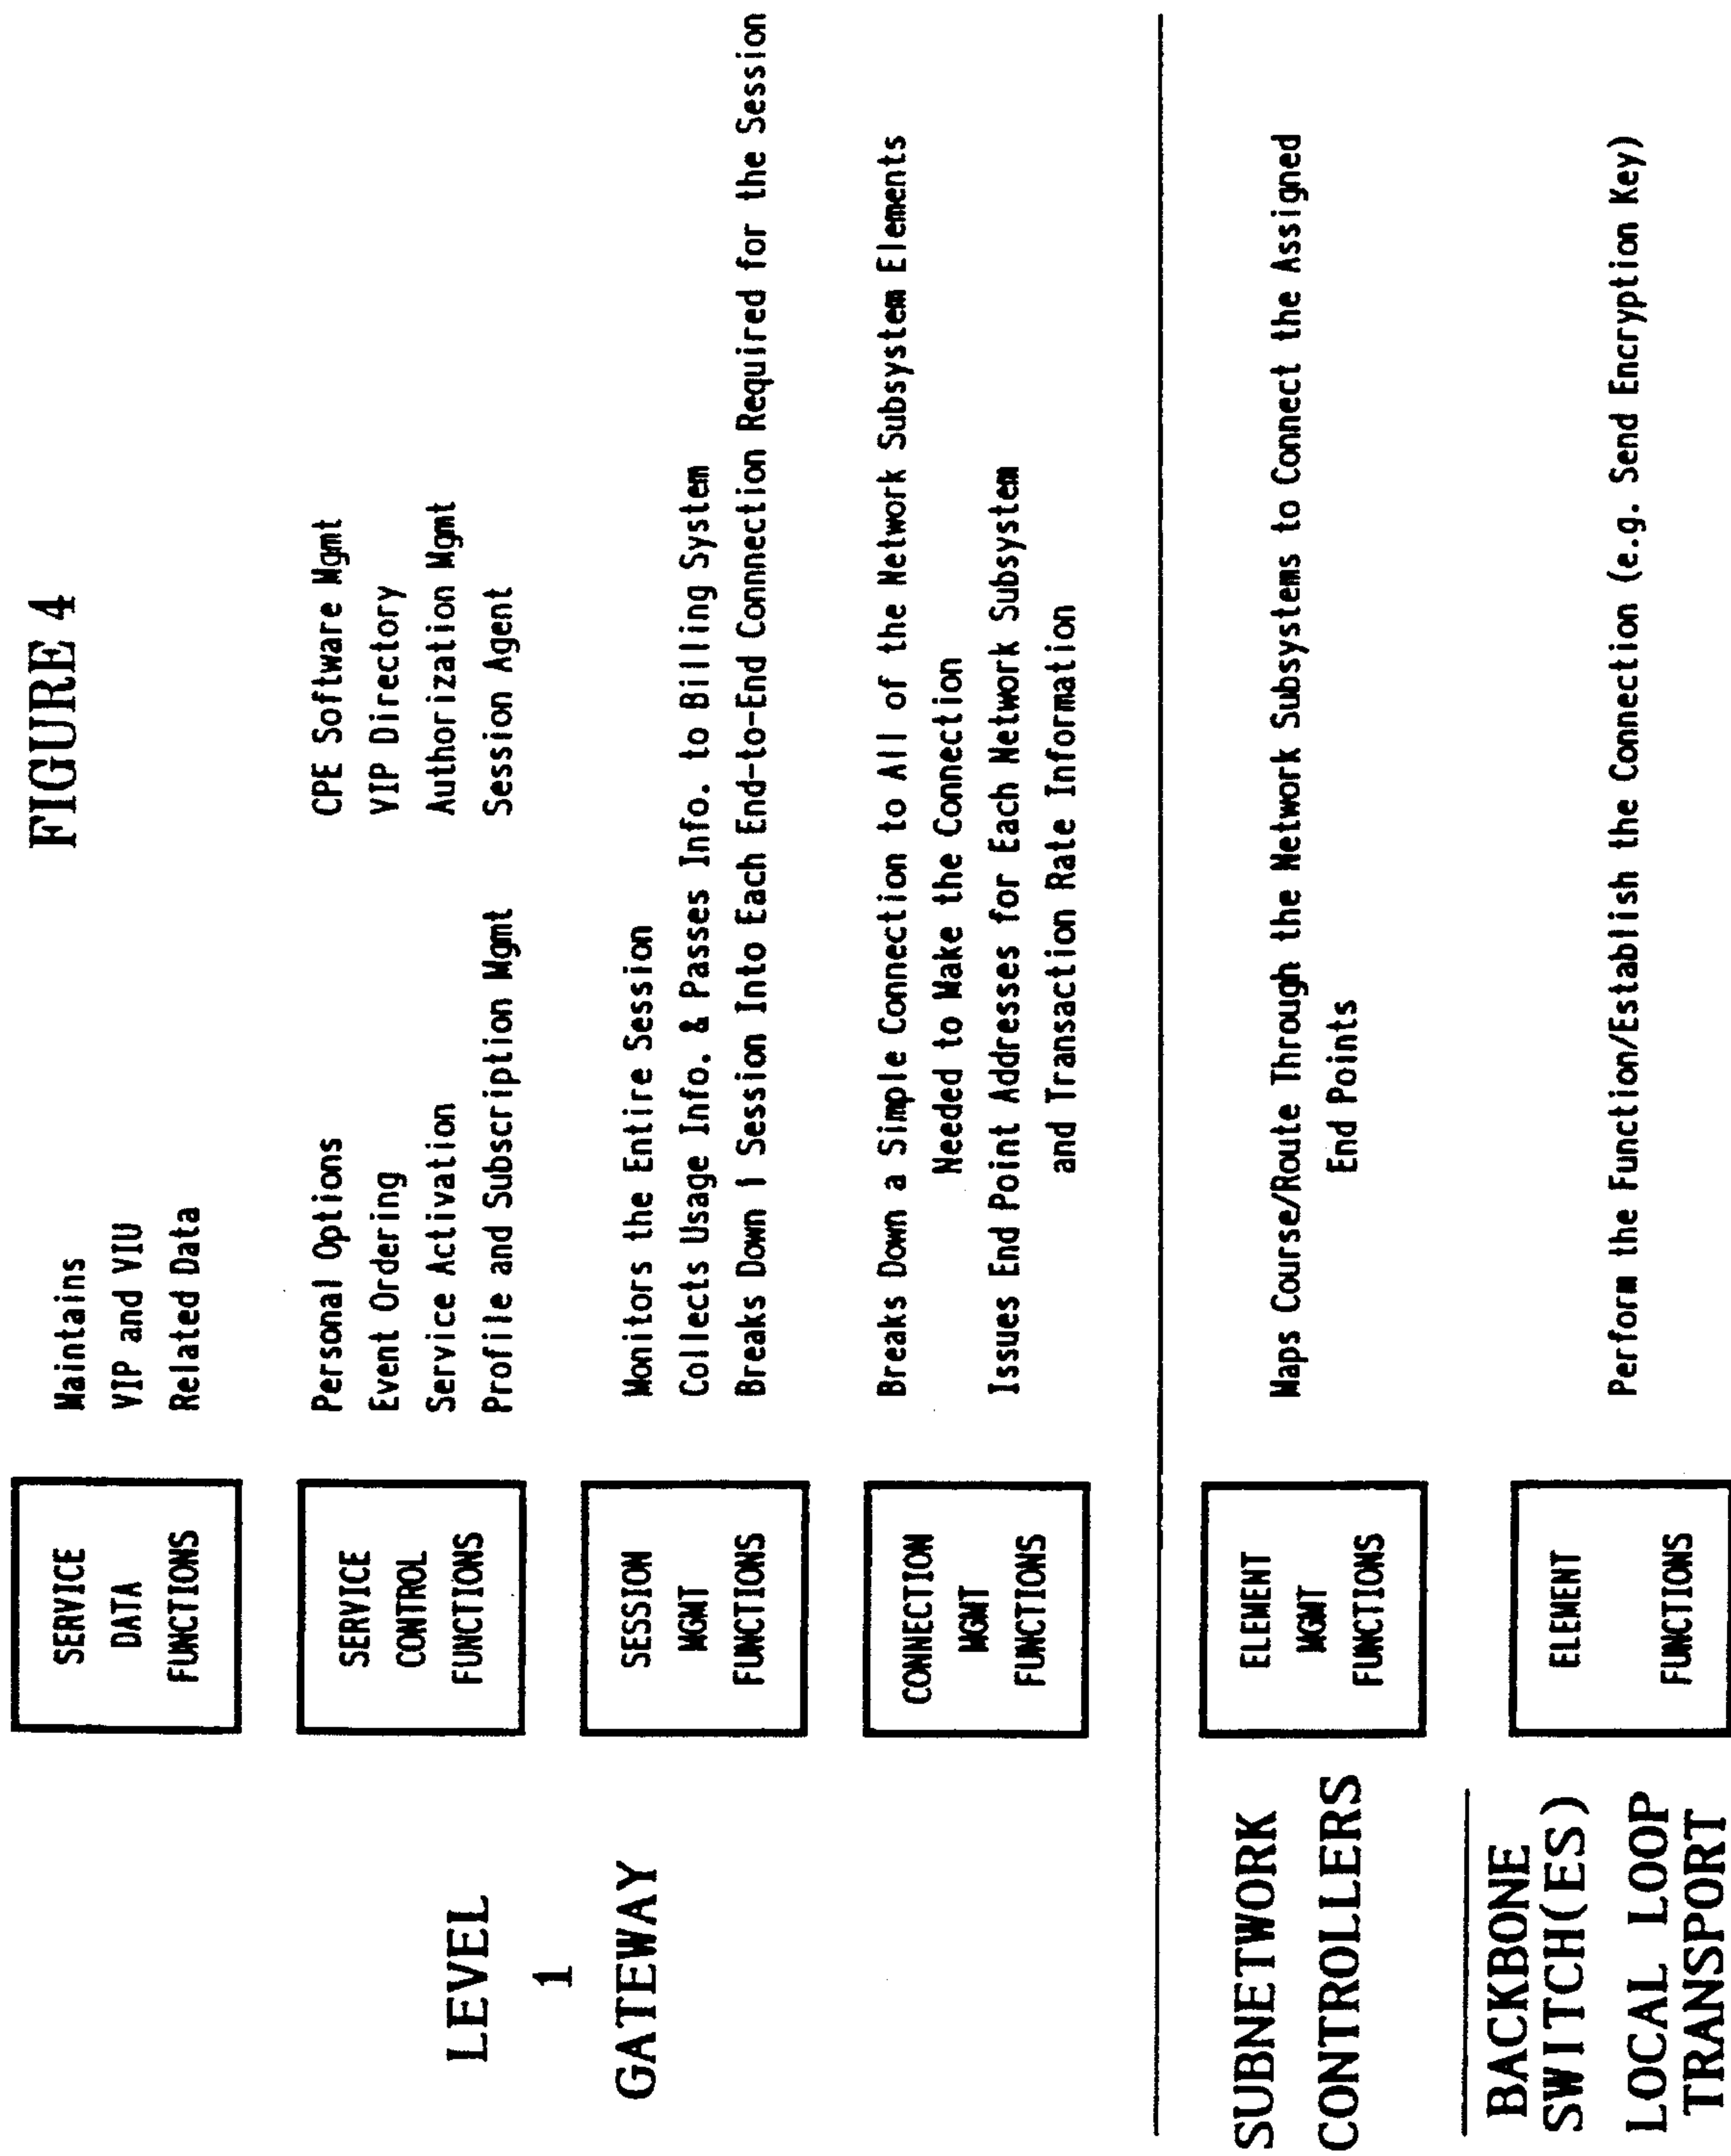 FIGURE 4
LEVEL
1
GATEWAY
SERVICE
DATA
FUNCTIONS
Maintains
VIP and VIU
Related Data
SERVICE
CONTROL
FUNCTIONS
Personal Options
Event Ordering
Service Activation
Profile and Subscription Mgmt
CPE Software Mgmt
VIP Directory
Authorization Mgmt
Session Agent
SESSION
MGMT
FUNCTIONS
Monitors the Entire Session
Collects Usage Info. & Passes Info. to Billing System
Breaks Down 1 Session Into Each End-to-End Connection Required for the Session
CONNECTION
MGMT
FUNCTIONS
Breaks Down a Simple Connection to All of the Network Subsystem Elements
Needed to Make the Connection
Issues End Point Addresses for Each Network Subsystem
and Transaction Rate Information
SUBNETWORK
CONTROLLERS
ELEMENT
MGMT
FUNCTIONS
Maps Course/Route Through the Network Subsystems to Connect the Assigned
End Points
BACKBONE
SWITCH(ES)
LOCAL LOOP
TRANSPORT
ELEMENT
FUNCTIONS
Perform the Function/Establish the Connection (e.g. Send Encryption Key)